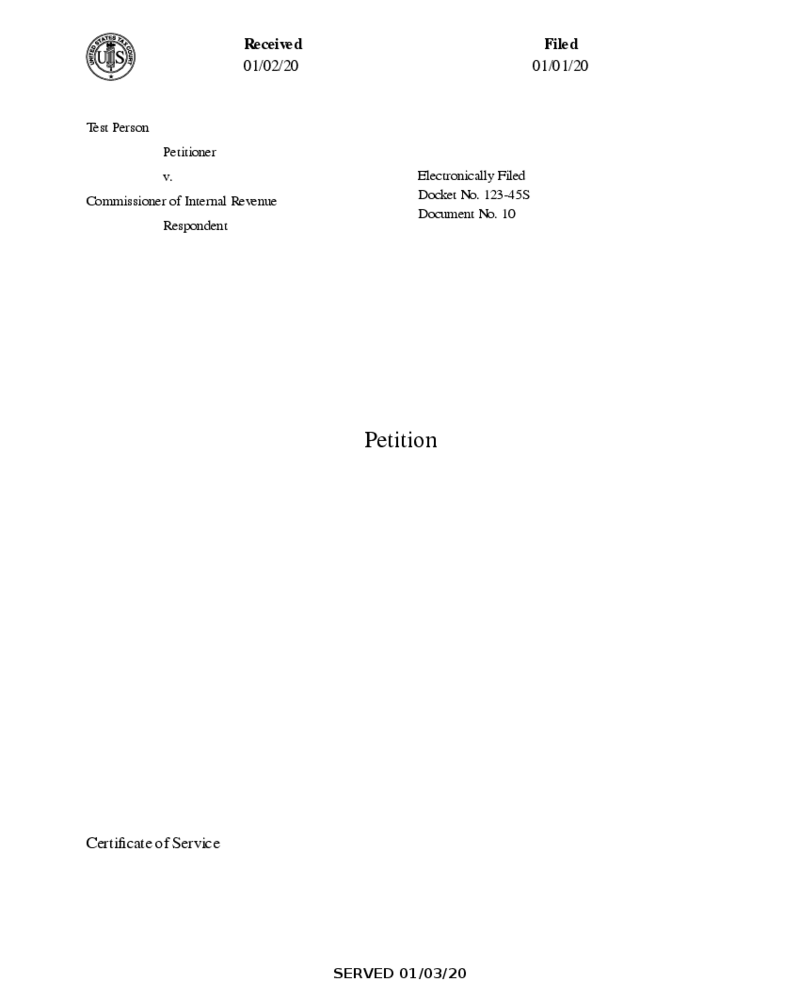 UNITED STATES TAX COURT
US
Received
01/02/20
Filed
01/01/20
Test Person
Petitioner
v.
Commissioner of Internal Revenue
Respondent
Electronically Filed
Docket No. 123-45S
Document No. 10
Petition
Certificate of Service
SERVED 01/03/20